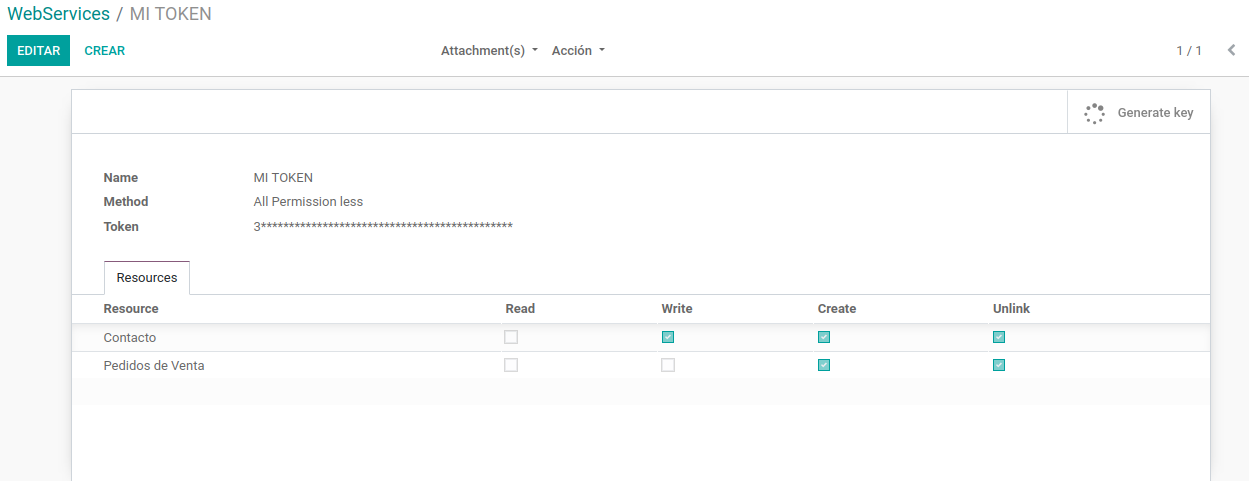 WebServices / MI TOKEN
EDITAR CREAR Attachment(s) Acción 1 / 1
Generate key
Name MI TOKEN
Method All Permission less
Token 3*********************************************
Resources
Resource Read Write Create Unlink
Contacto
Pedidos de Venta